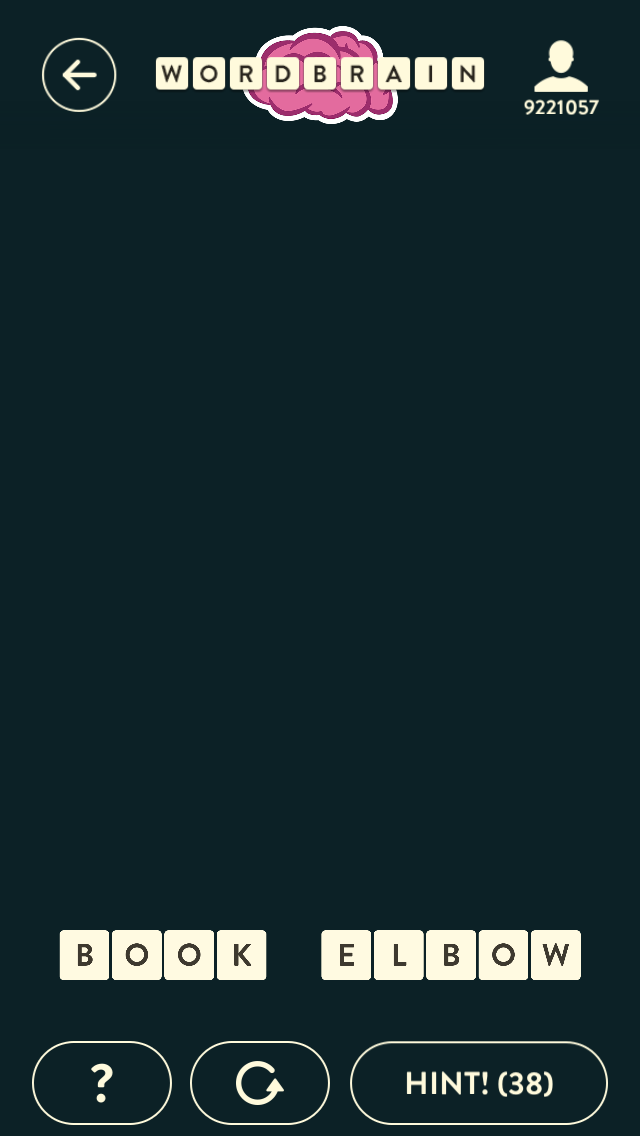 WORDBRAIN
9221057
BOOK ELBOW
? HINT! (38)